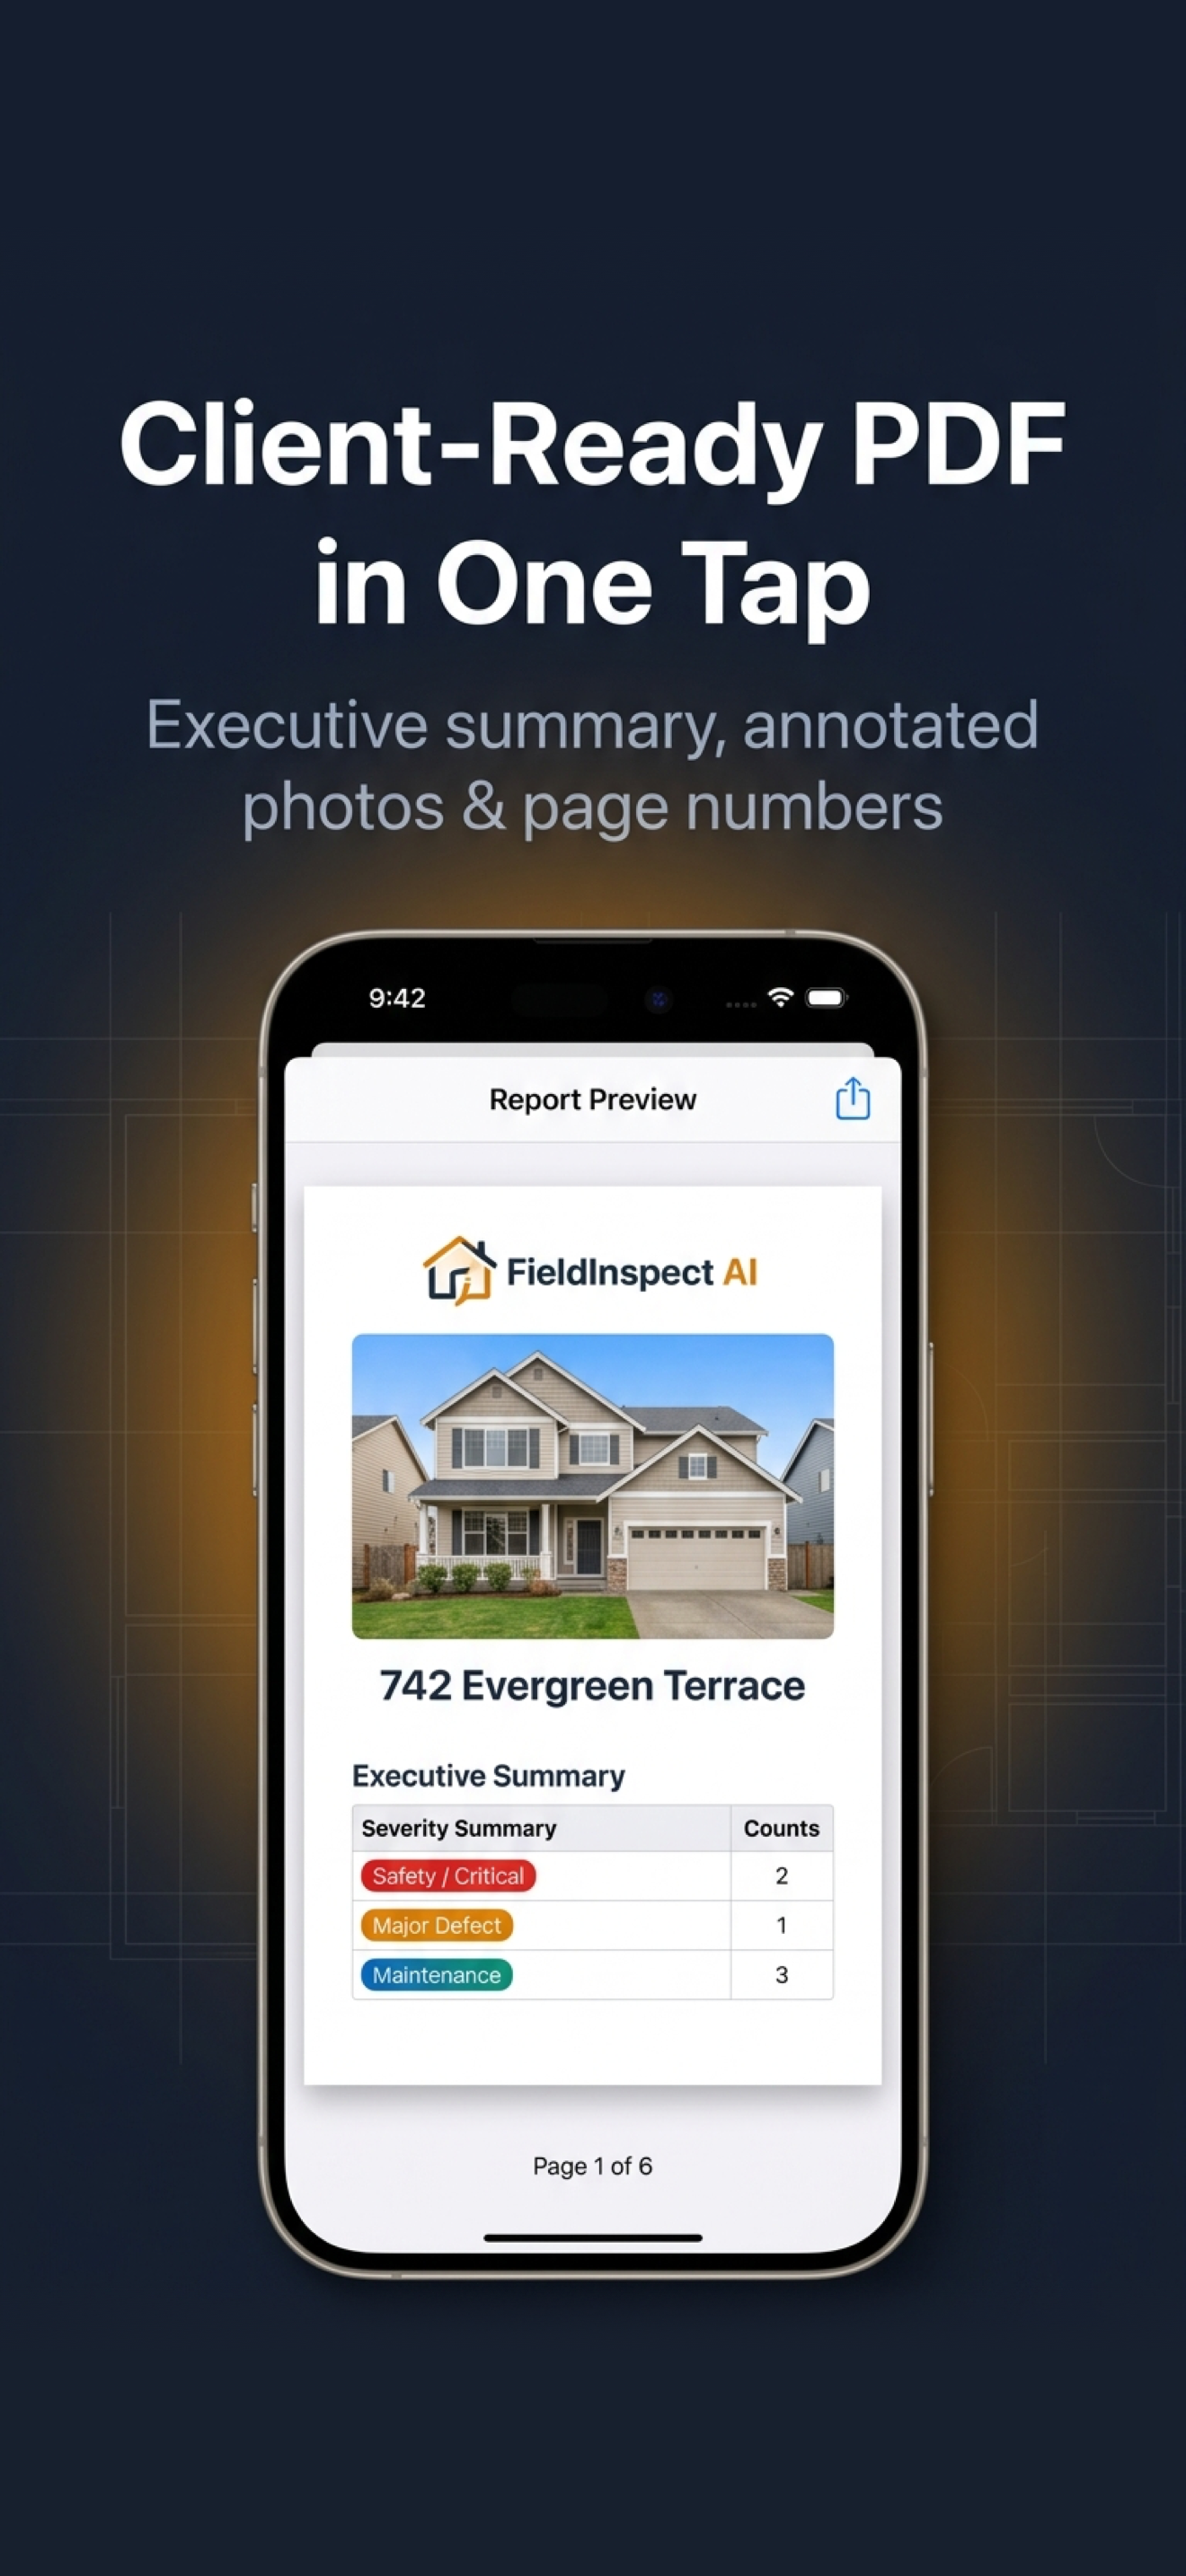 Client-Ready PDF
in One Tap
Executive summary, annotated
photos & page numbers
9:42
Report Preview
FieldInspect AI
742 Evergreen Terrace
Executive Summary
Severity Summary Counts
Safety / Critical 2
Major Defect 1
Maintenance 3
Page 1 of 6